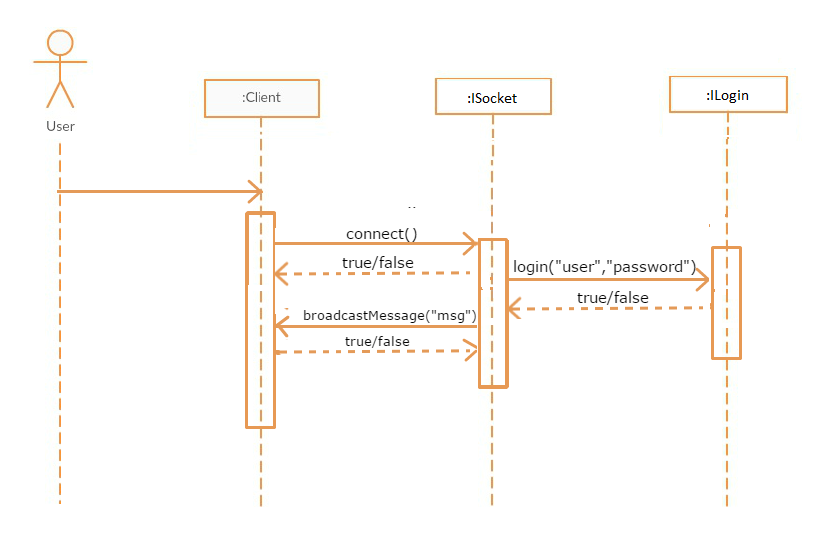 User
:Client
:ISocket
:ILogin
connect()
true/false
login("user","password")
true/false
broadcastMessage("msg")
true/false